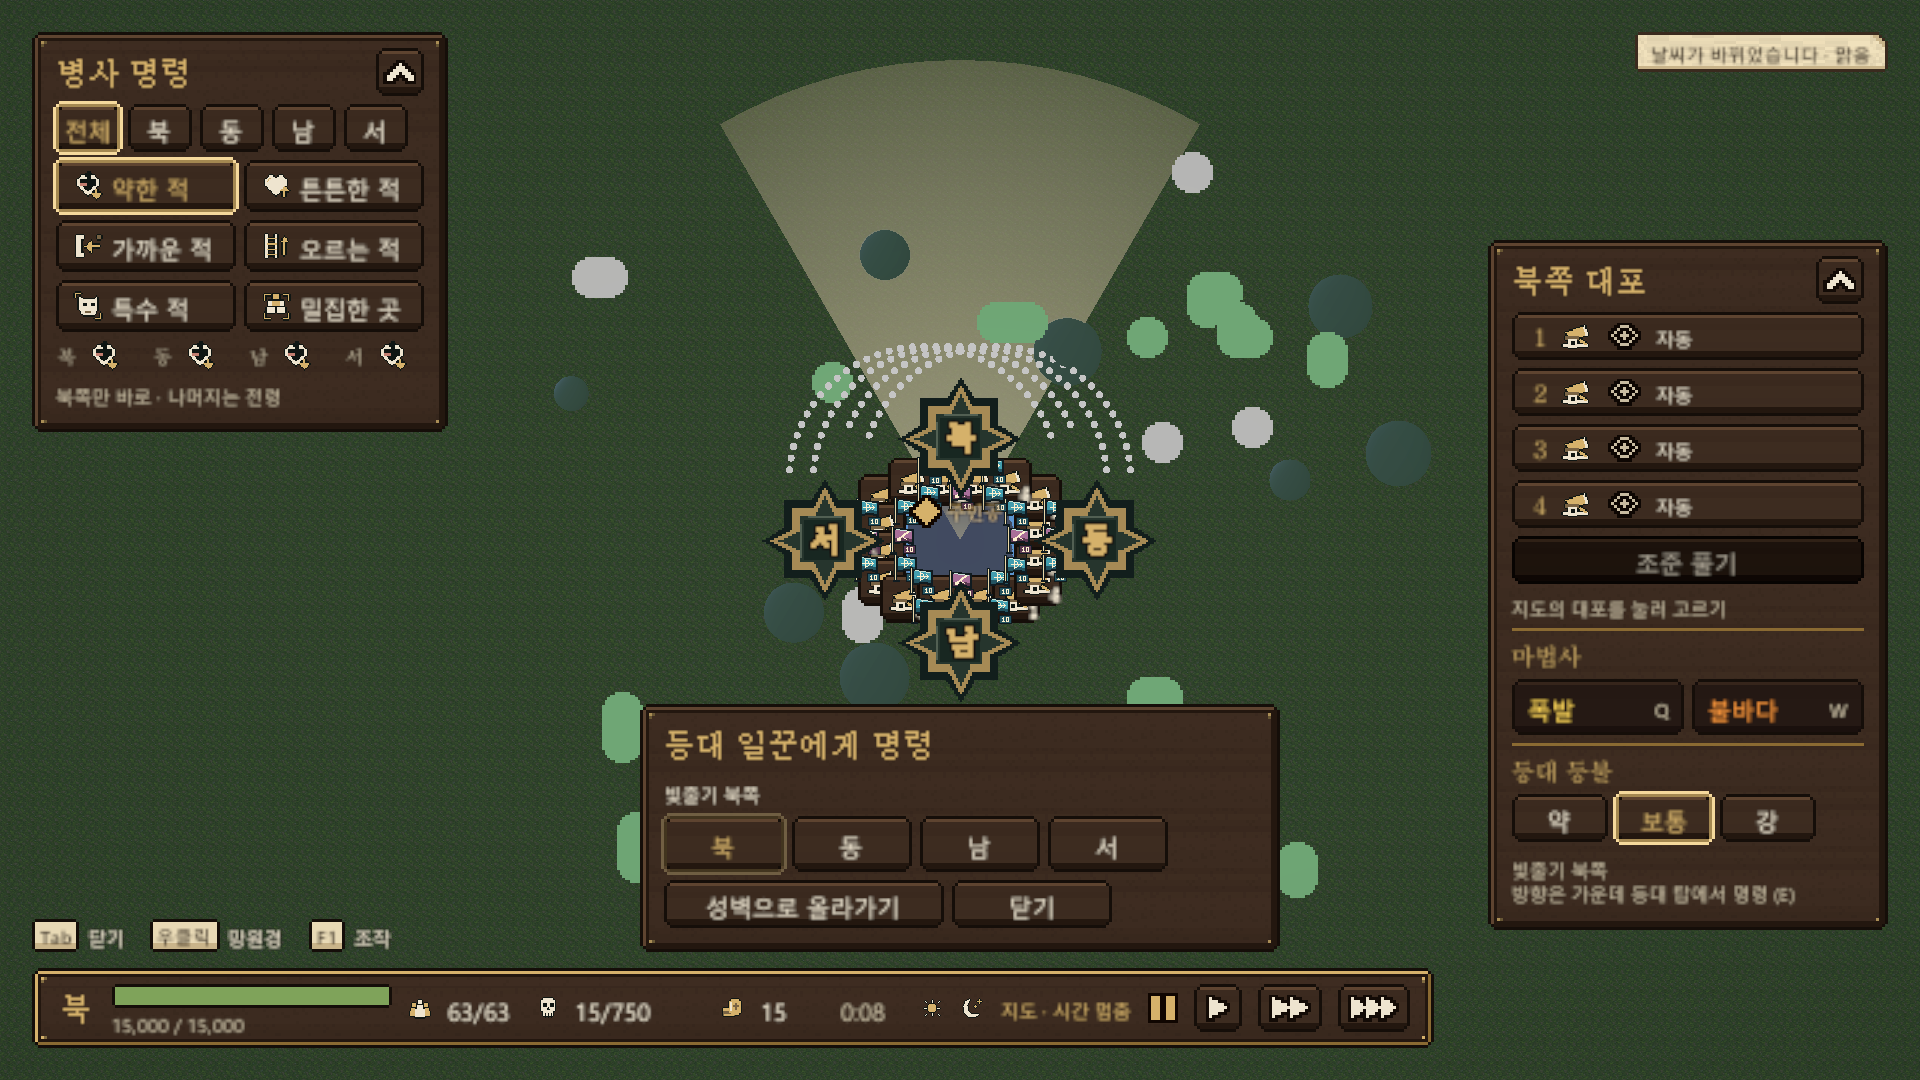 병사 명령
전체 북 동 남 서
약한 적 튼튼한 적
가까운 적 오르는 적
특수 적 밀집한 곳
북 동 남 서
북쪽만 바로 · 나머지는 전령
날씨가 바뀌었습니다 · 맑음
북
서
동
남
북쪽 대포
1 자동
2 자동
3 자동
4 자동
조준 풀기
지도의 대포를 눌러 고르기
마법사
폭발 Q 불바다 W
등대 등불
약 보통 강
빛줄기 북쪽
방향은 가운데 등대 탑에서 명령 (E)
등대 일꾼에게 명령
빛줄기 북쪽
북 동 남 서
성벽으로 올라가기 닫기
Tab 닫기 우클릭 망원경 F1 조작
북 15,000 / 15,000 63/63 15/750 15 0:08 지도 · 시간 멈춤